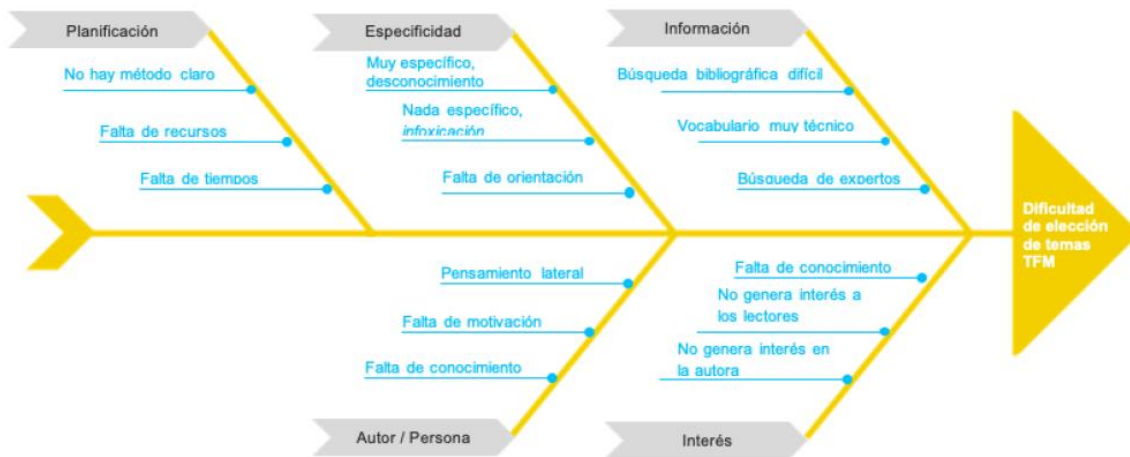 Planificación
No hay método claro
Falta de recursos
Falta de tiempos
Especificidad
Muy específico,
desconocimiento
Nada específico,
infoxicación
Falta de orientación
Información
Búsqueda bibliográfica difícil
Vocabulario muy técnico
Búsqueda de expertos
Dificultad
de elección
de temas
TFM
Pensamiento lateral
Falta de motivación
Falta de conocimiento
Autor / Persona
Falta de conocimiento
No genera interés a
los lectores
No genera interés en
la autora
Interés